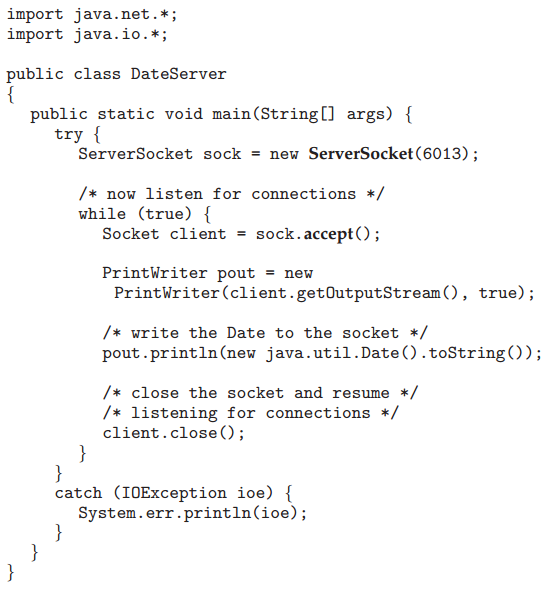 import java.net.*;
import java.io.*;
public class DateServer
{
public static void main(String[] args) {
try {
ServerSocket sock = new ServerSocket(6013);
/* now listen for connections */
while (true) {
Socket client = sock.accept();
PrintWriter pout = new
PrintWriter(client.getOutputStream(), true);
/* write the Date to the socket */
pout.println(new java.util.Date().toString());
/* close the socket and resume */
/* listening for connections */
client.close();
}
}
catch (IOException ioe) {
System.err.println(ioe);
}
}
}